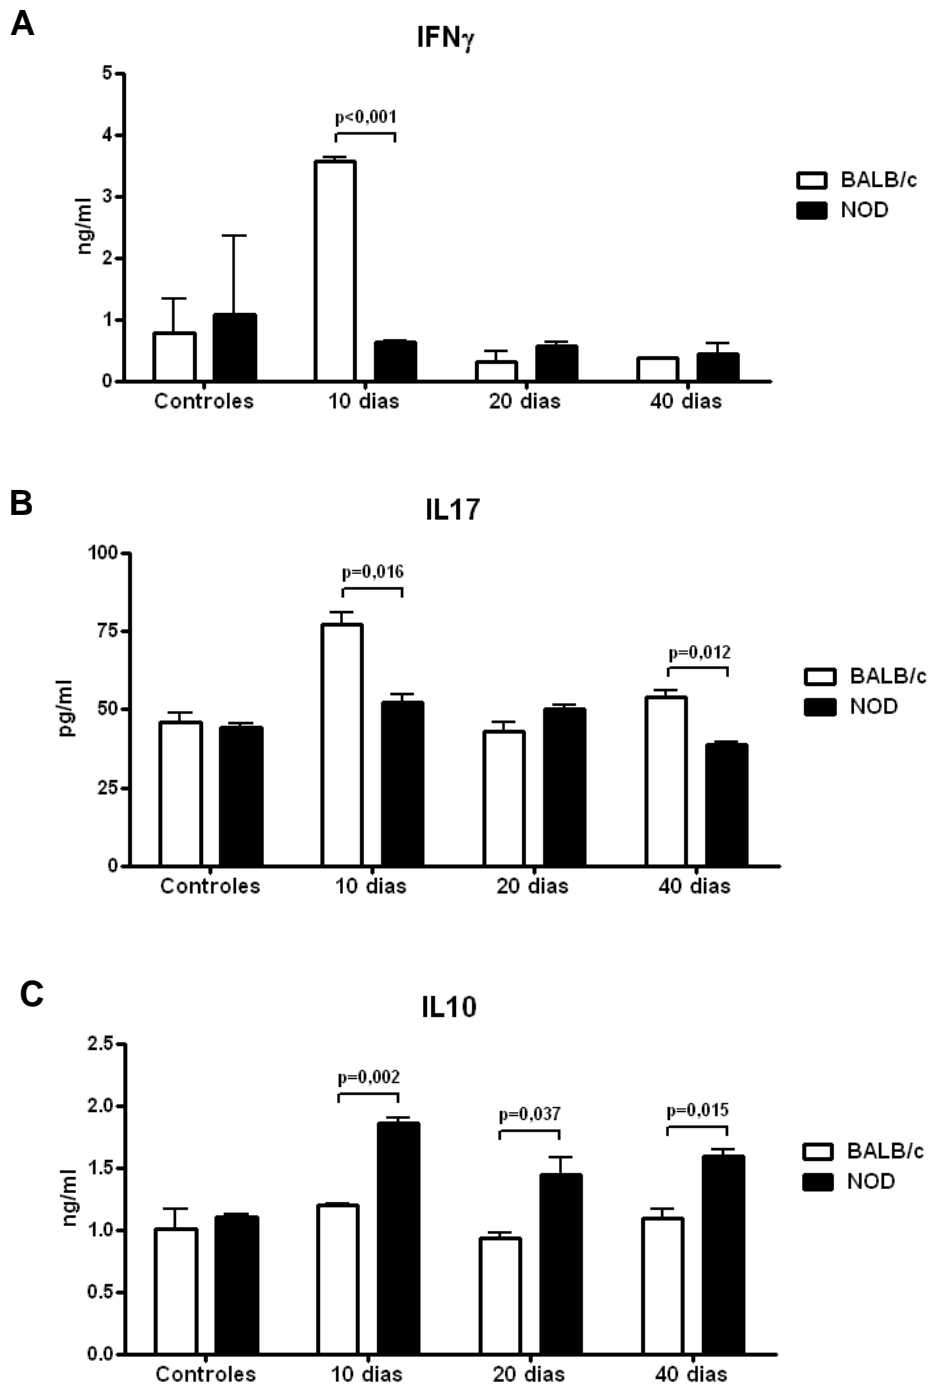 A
IFNγ
5
4
3
2
1
0
ng/ml
p<0,001
BALB/c
NOD
Controles
10 dias
20 dias
40 dias
B
IL17
100
75
50
25
0
pg/ml
p=0,016
p=0,012
BALB/c
NOD
Controles
10 dias
20 dias
40 dias
C
IL10
2.5
2.0
1.5
1.0
0.5
0.0
ng/ml
p=0,002
p=0,037
p=0,015
BALB/c
NOD
Controles
10 dias
20 dias
40 dias